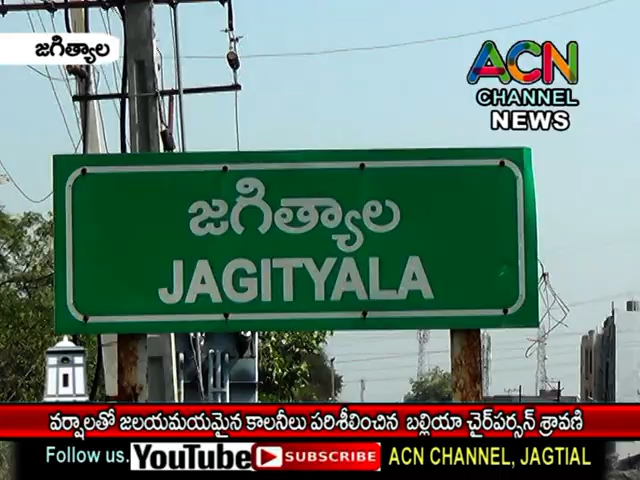 జగిత్యాల
ACN
CHANNEL
NEWS
జగిత్యాల
JAGITYALA
వర్షాలతో జలయమయమైన కాలనీలు పరిశీలించిన బల్లియా చైర్‌పర్సన్ శ్రావణి
Follow us. YouTube SUBSCRIBE ACN CHANNEL, JAGTIAL